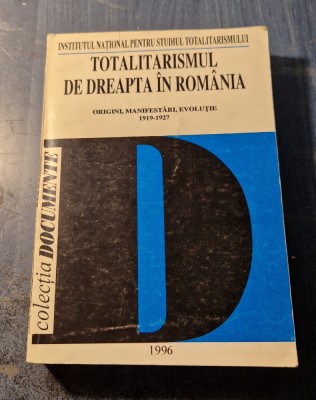 INSTITUTUL NAȚIONAL PENTRU STUDIUL TOTALITARISMULUI
TOTALITARISMUL
DE DREAPTA ÎN ROMÂNIA
ORIGINI, MANIFESTĂRI, EVOLUȚIE
1919-1927
colecția DOCUMENTE
D
1996